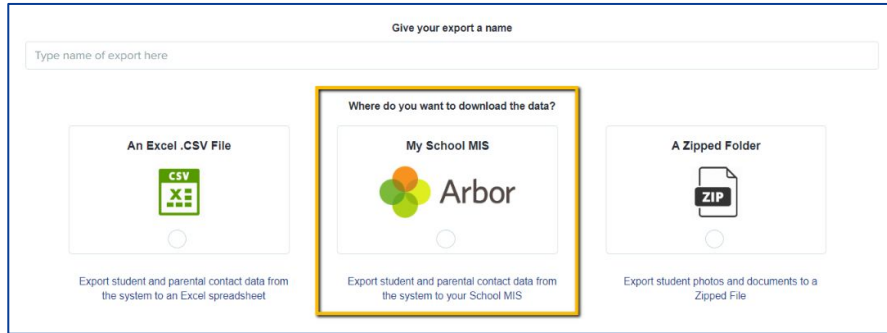 Give your export a name
Type name of export here
Where do you want to download the data?
An Excel .CSV File
CSV
X
Export student and parental contact data from
the system to an Excel spreadsheet
My School MIS
Arbor
Export student and parental contact data from
the system to your School MIS
A Zipped Folder
ZIP
Export student photos and documents to a
Zipped File